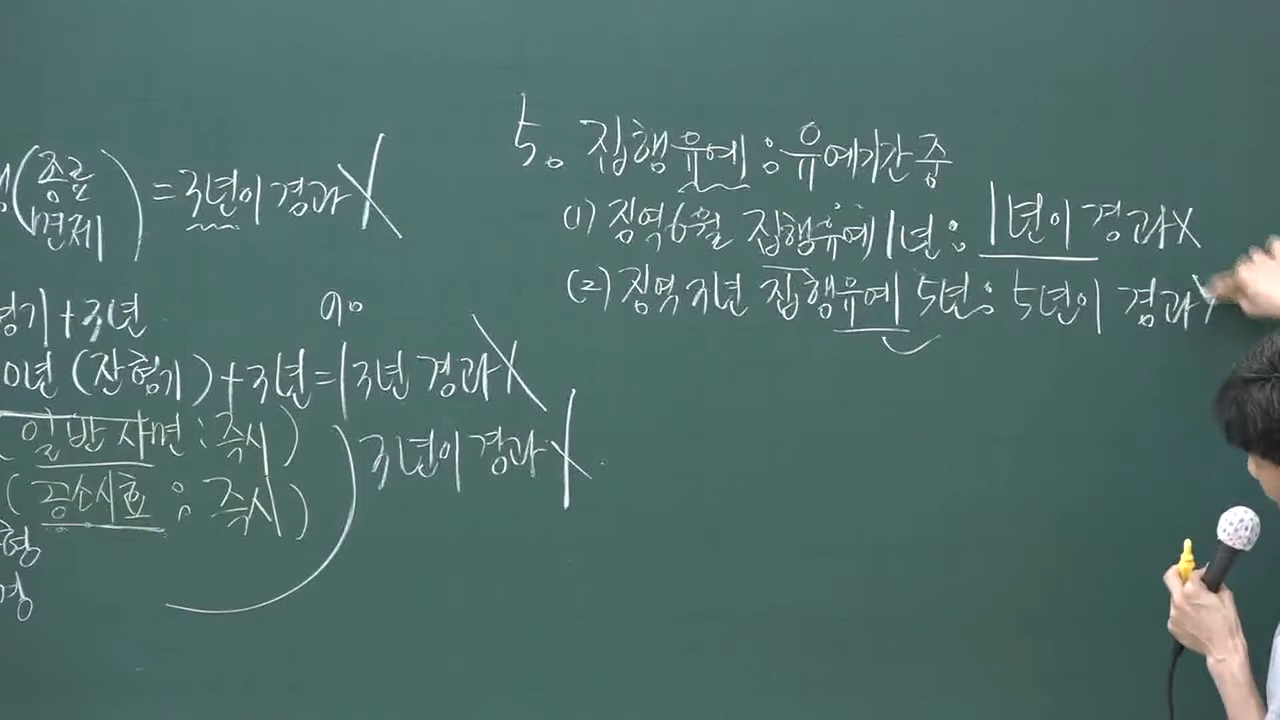 (종료
면제) = 3년이 경과 X
형기 + 3년
0년 (잔형기) + 3년 = 13년 경과 X
(일반사면 : 즉시)
(공소시효 : 즉시)
3년이 경과 X
형
5. 집행유예 : 유예기간 중
(1) 징역 6월 집행유예 1년 : 1년이 경과 X
(2) 징역 3년 집행유예 5년 : 5년이 경과 X